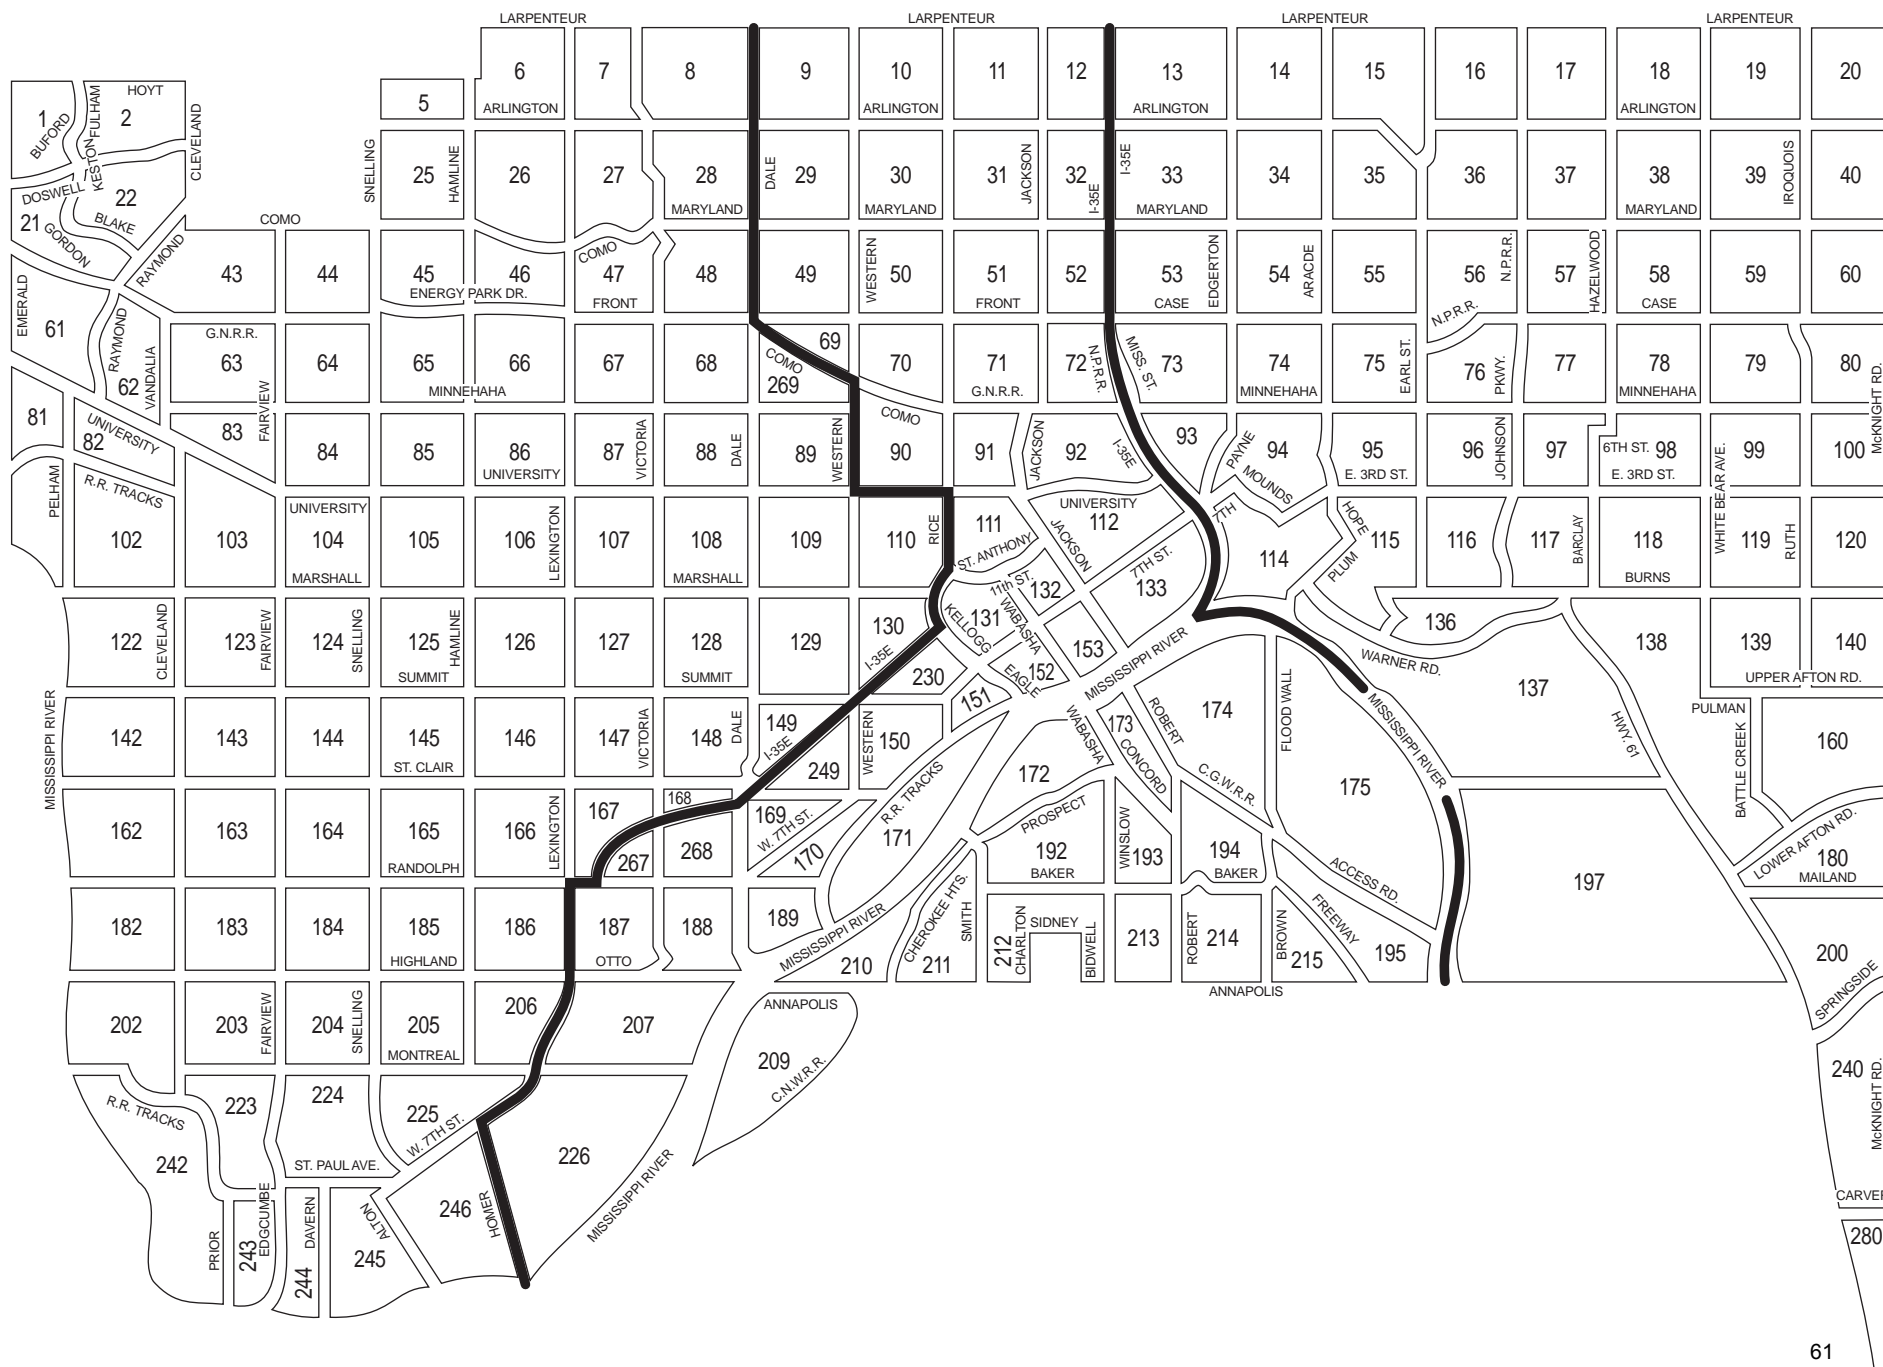 LARPENTEUR LARPENTEUR LARPENTEUR LARPENTEUR
6 7 8 9 10 11 12 13 14 15 16 17 18 19 20
HOYT
5 ARLINGTON ARLINGTON ARLINGTON ARLINGTON
1 2
BUFORD
KESTON FULHAM
CLEVELAND
SNELLING
25 HAMLINE 26 27 28 DALE 29 30 31 JACKSON 32 I-35E I-35E 33 34 35 36 37 38 39 IROQUOIS 40
DOSWELL
22
21
BLAKE
GORDON
MARYLAND MARYLAND MARYLAND MARYLAND
COMO
RAYMOND
COMO
EMERALD
43 44 45 46 47 48 49 WESTERN 50 51 52 53 EDGERTON 54 ARACDE 55 56 N.P.R.R. 57 HAZELWOOD 58 59 60
ENERGY PARK DR. FRONT FRONT CASE CASE
N.P.R.R.
61
RAYMOND
62
VANDALIA
G.N.R.R.
63 64 65 66 67 68 69 70 71 72 N.P.R.R. MISS. ST. 73 74 75 EARL ST. 76 PKWY. 77 78 79 80
COMO
269
FAIRVIEW
MINNEHAHA G.N.R.R. MINNEHAHA MINNEHAHA
McKNIGHT RD.
COMO
81
UNIVERSITY
82 83 84 85 86 87 VICTORIA 88 DALE 89 WESTERN 90 91 JACKSON 92 I-35E 93 PAYNE 94 95 96 JOHNSON 97 98 99 100
UNIVERSITY MOUNDS E. 3RD ST. 6TH ST. E. 3RD ST.
WHITE BEAR AVE.
PELHAM
R.R. TRACKS
UNIVERSITY UNIVERSITY
7TH
102 103 104 105 106 LEXINGTON 107 108 109 110 RICE 111 JACKSON 112 7TH ST. 114 HOPE 115 116 117 BARCLAY 118 119 RUTH 120
ST. ANTHONY
PLUM
MARSHALL MARSHALL BURNS
11th ST. 132 133
122 CLEVELAND 123 FAIRVIEW 124 SNELLING 125 HAMLINE 126 127 128 129 130 KELLOGG 131 WABASHA 153 136 138 139 140
I-35E
EAGLE 152
MISSISSIPPI RIVER
WARNER RD.
SUMMIT SUMMIT 230 UPPER AFTON RD.
137
151
MISSISSIPPI RIVER
142 143 144 145 146 147 VICTORIA 148 DALE 149 I-35E WESTERN 150 WABASHA 173 ROBERT 174 FLOOD WALL MISSISSIPPI RIVER HWY. 61 PULMAN BATTLE CREEK 160
ST. CLAIR 249 172 CONCORD C.G.W.R.R. 175
R.R. TRACKS
162 163 164 165 166 LEXINGTON 167 168 169 W. 7TH ST. 170 171 PROSPECT
RANDOLPH 267 268 192 BAKER WINSLOW 193 194 BAKER ACCESS RD. 197 LOWER AFTON RD. 180 MAILAND
182 183 184 185 186 187 188 189 MISSISSIPPI RIVER CHEROKEE HTS. SMITH 212 CHARLTON SIDNEY BIDWELL 213 ROBERT 214 BROWN 215 FREEWAY 195 200
HIGHLAND OTTO 210 211 SPRINGSIDE
ANNAPOLIS ANNAPOLIS
202 203 FAIRVIEW 204 SNELLING 205 206 207 209
MONTREAL C.N.W.R.R.
240
McKNIGHT RD.
R.R. TRACKS 223 224 225 W. 7TH ST.
242 226
ST. PAUL AVE.
MISSISSIPPI RIVER
CARVER
PRIOR 243 EDGCUMBE 244 DAVERN ALTON 245 246 HOMER
280
61